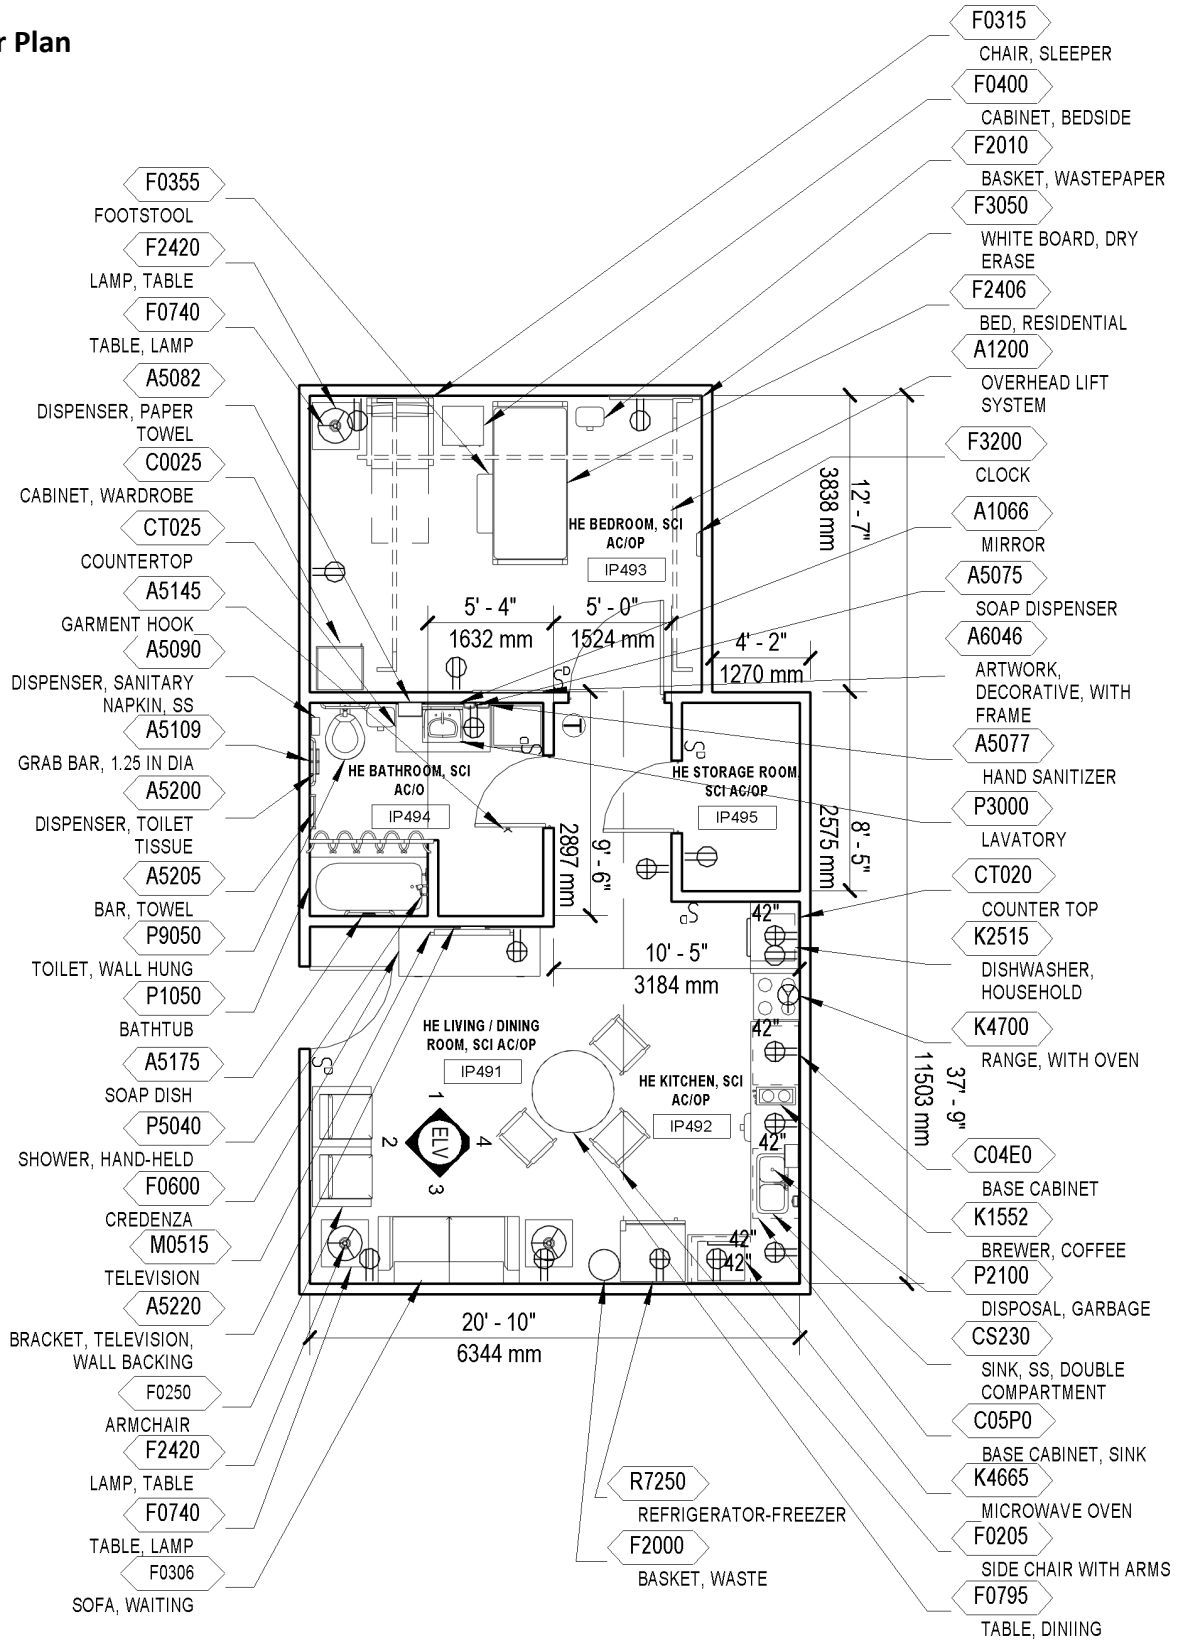 r Plan
F0355
FOOTSTOOL
F2420
LAMP, TABLE
F0740
TABLE, LAMP
A5082
DISPENSER, PAPER
TOWEL
C0025
CABINET, WARDROBE
CT025
COUNTERTOP
A5145
GARMENT HOOK
A5090
DISPENSER, SANITARY
NAPKIN, SS
A5109
GRAB BAR, 1.25 IN DIA
A5200
DISPENSER, TOILET
TISSUE
A5205
BAR, TOWEL
P9050
TOILET, WALL HUNG
P1050
BATHTUB
A5175
SOAP DISH
P5040
SHOWER, HAND-HELD
F0600
CREDENZA
M0515
TELEVISION
A5220
BRACKET, TELEVISION,
WALL BACKING
F0250
ARMCHAIR
F2420
LAMP, TABLE
F0740
TABLE, LAMP
F0306
SOFA, WAITING
HE BEDROOM, SCI
AC/OP
IP493
5' - 4"
1632 mm
5' - 0"
1524 mm
4' - 2"
1270 mm
12' - 7"
3838 mm
T
HE BATHROOM, SCI
AC/O
IP494
HE STORAGE ROOM,
SCI AC/OP
IP495
9' - 6"
2897 mm
8' - 5"
2575 mm
10' - 5"
3184 mm
37' - 9"
11503 mm
HE LIVING / DINING
ROOM, SCI AC/OP
IP491
HE KITCHEN, SCI
AC/OP
IP492
42"
42"
42"
42"
42"
1
2
ELV
4
3
20' - 10"
6344 mm
R7250
REFRIGERATOR-FREEZER
F2000
BASKET, WASTE
F0315
CHAIR, SLEEPER
F0400
CABINET, BEDSIDE
F2010
BASKET, WASTEPAPER
F3050
WHITE BOARD, DRY
ERASE
F2406
BED, RESIDENTIAL
A1200
OVERHEAD LIFT
SYSTEM
F3200
CLOCK
A1066
MIRROR
A5075
SOAP DISPENSER
A6046
ARTWORK,
DECORATIVE, WITH
FRAME
A5077
HAND SANITIZER
P3000
LAVATORY
CT020
COUNTER TOP
K2515
DISHWASHER,
HOUSEHOLD
K4700
RANGE, WITH OVEN
C04E0
BASE CABINET
K1552
BREWER, COFFEE
P2100
DISPOSAL, GARBAGE
CS230
SINK, SS, DOUBLE
COMPARTMENT
C05P0
BASE CABINET, SINK
K4665
MICROWAVE OVEN
F0205
SIDE CHAIR WITH ARMS
F0795
TABLE, DINIING